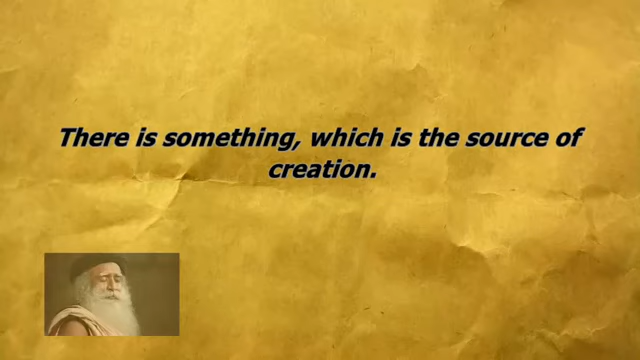 There is something, which is the source of
creation.